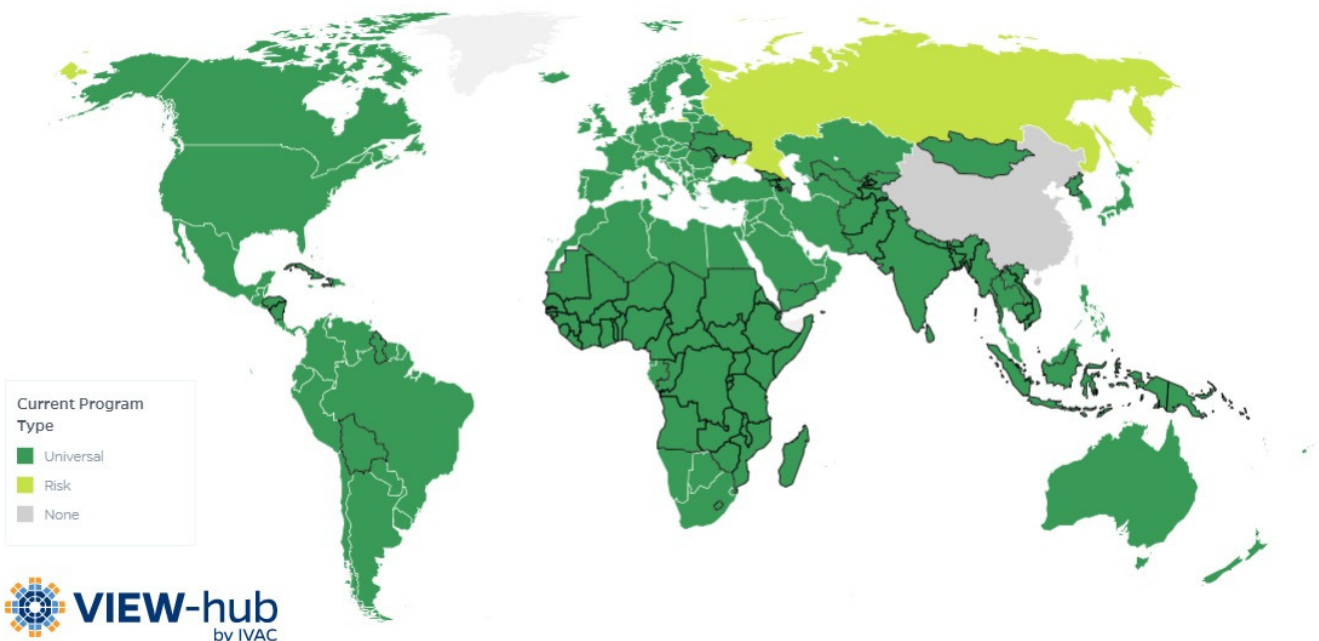 Current Program
Type
Universal
Risk
None
VIEW-hub
by IVAC